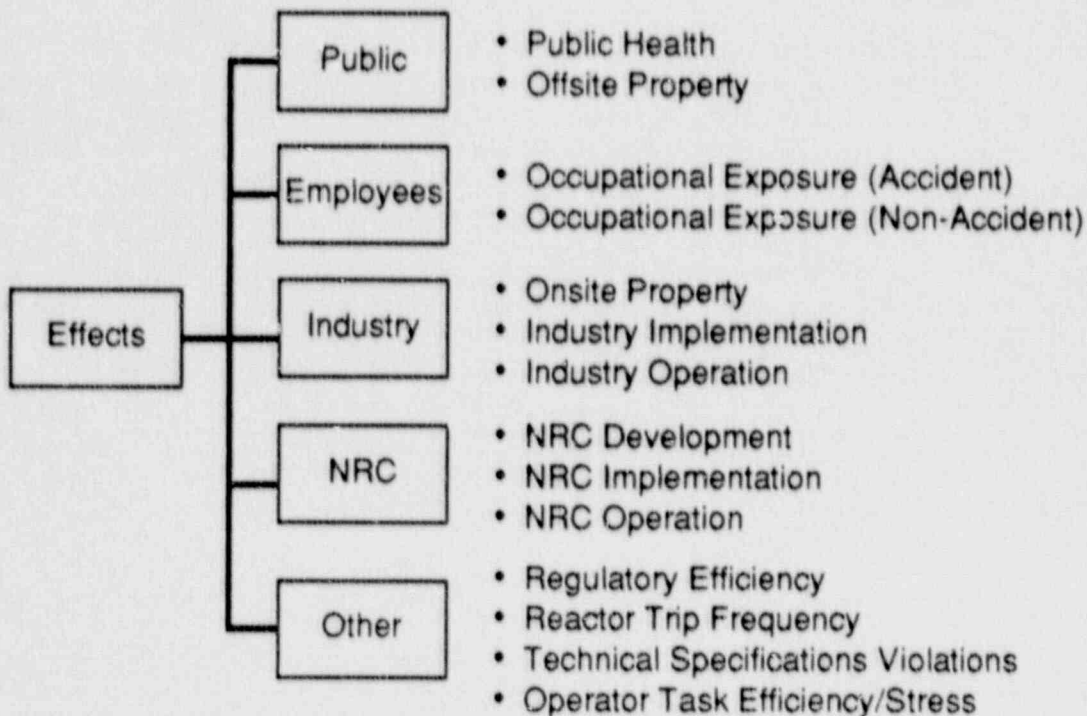 Public
• Public Health
• Offsite Property
Employees
• Occupational Exposure (Accident)
• Occupational Exposure (Non-Accident)
Effects
Industry
• Onsite Property
• Industry Implementation
• Industry Operation
NRC
• NRC Development
• NRC Implementation
• NRC Operation
Other
• Regulatory Efficiency
• Reactor Trip Frequency
• Technical Specifications Violations
• Operator Task Efficiency/Stress